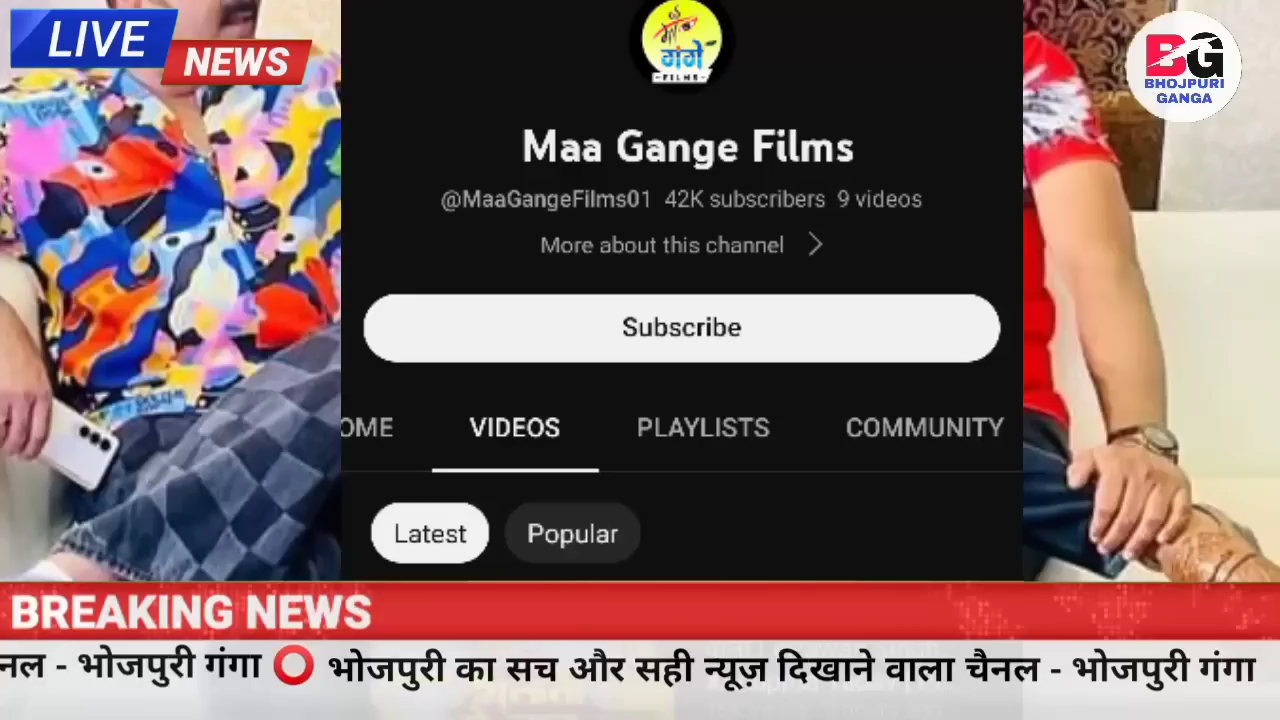 LIVE
NEWS
BG
BHOJPURI
GANGA
माँ
गंगे
-FILMS-
Maa Gange Films
@MaaGangeFilms01 42K subscribers 9 videos
More about this channel
Subscribe
OME VIDEOS PLAYLISTS COMMUNITY
Latest Popular
BREAKING NEWS
नल - भोजपुरी गंगा ⭕ भोजपुरी का सच और सही न्यूज़ दिखाने वाला चैनल - भोजपुरी गंगा